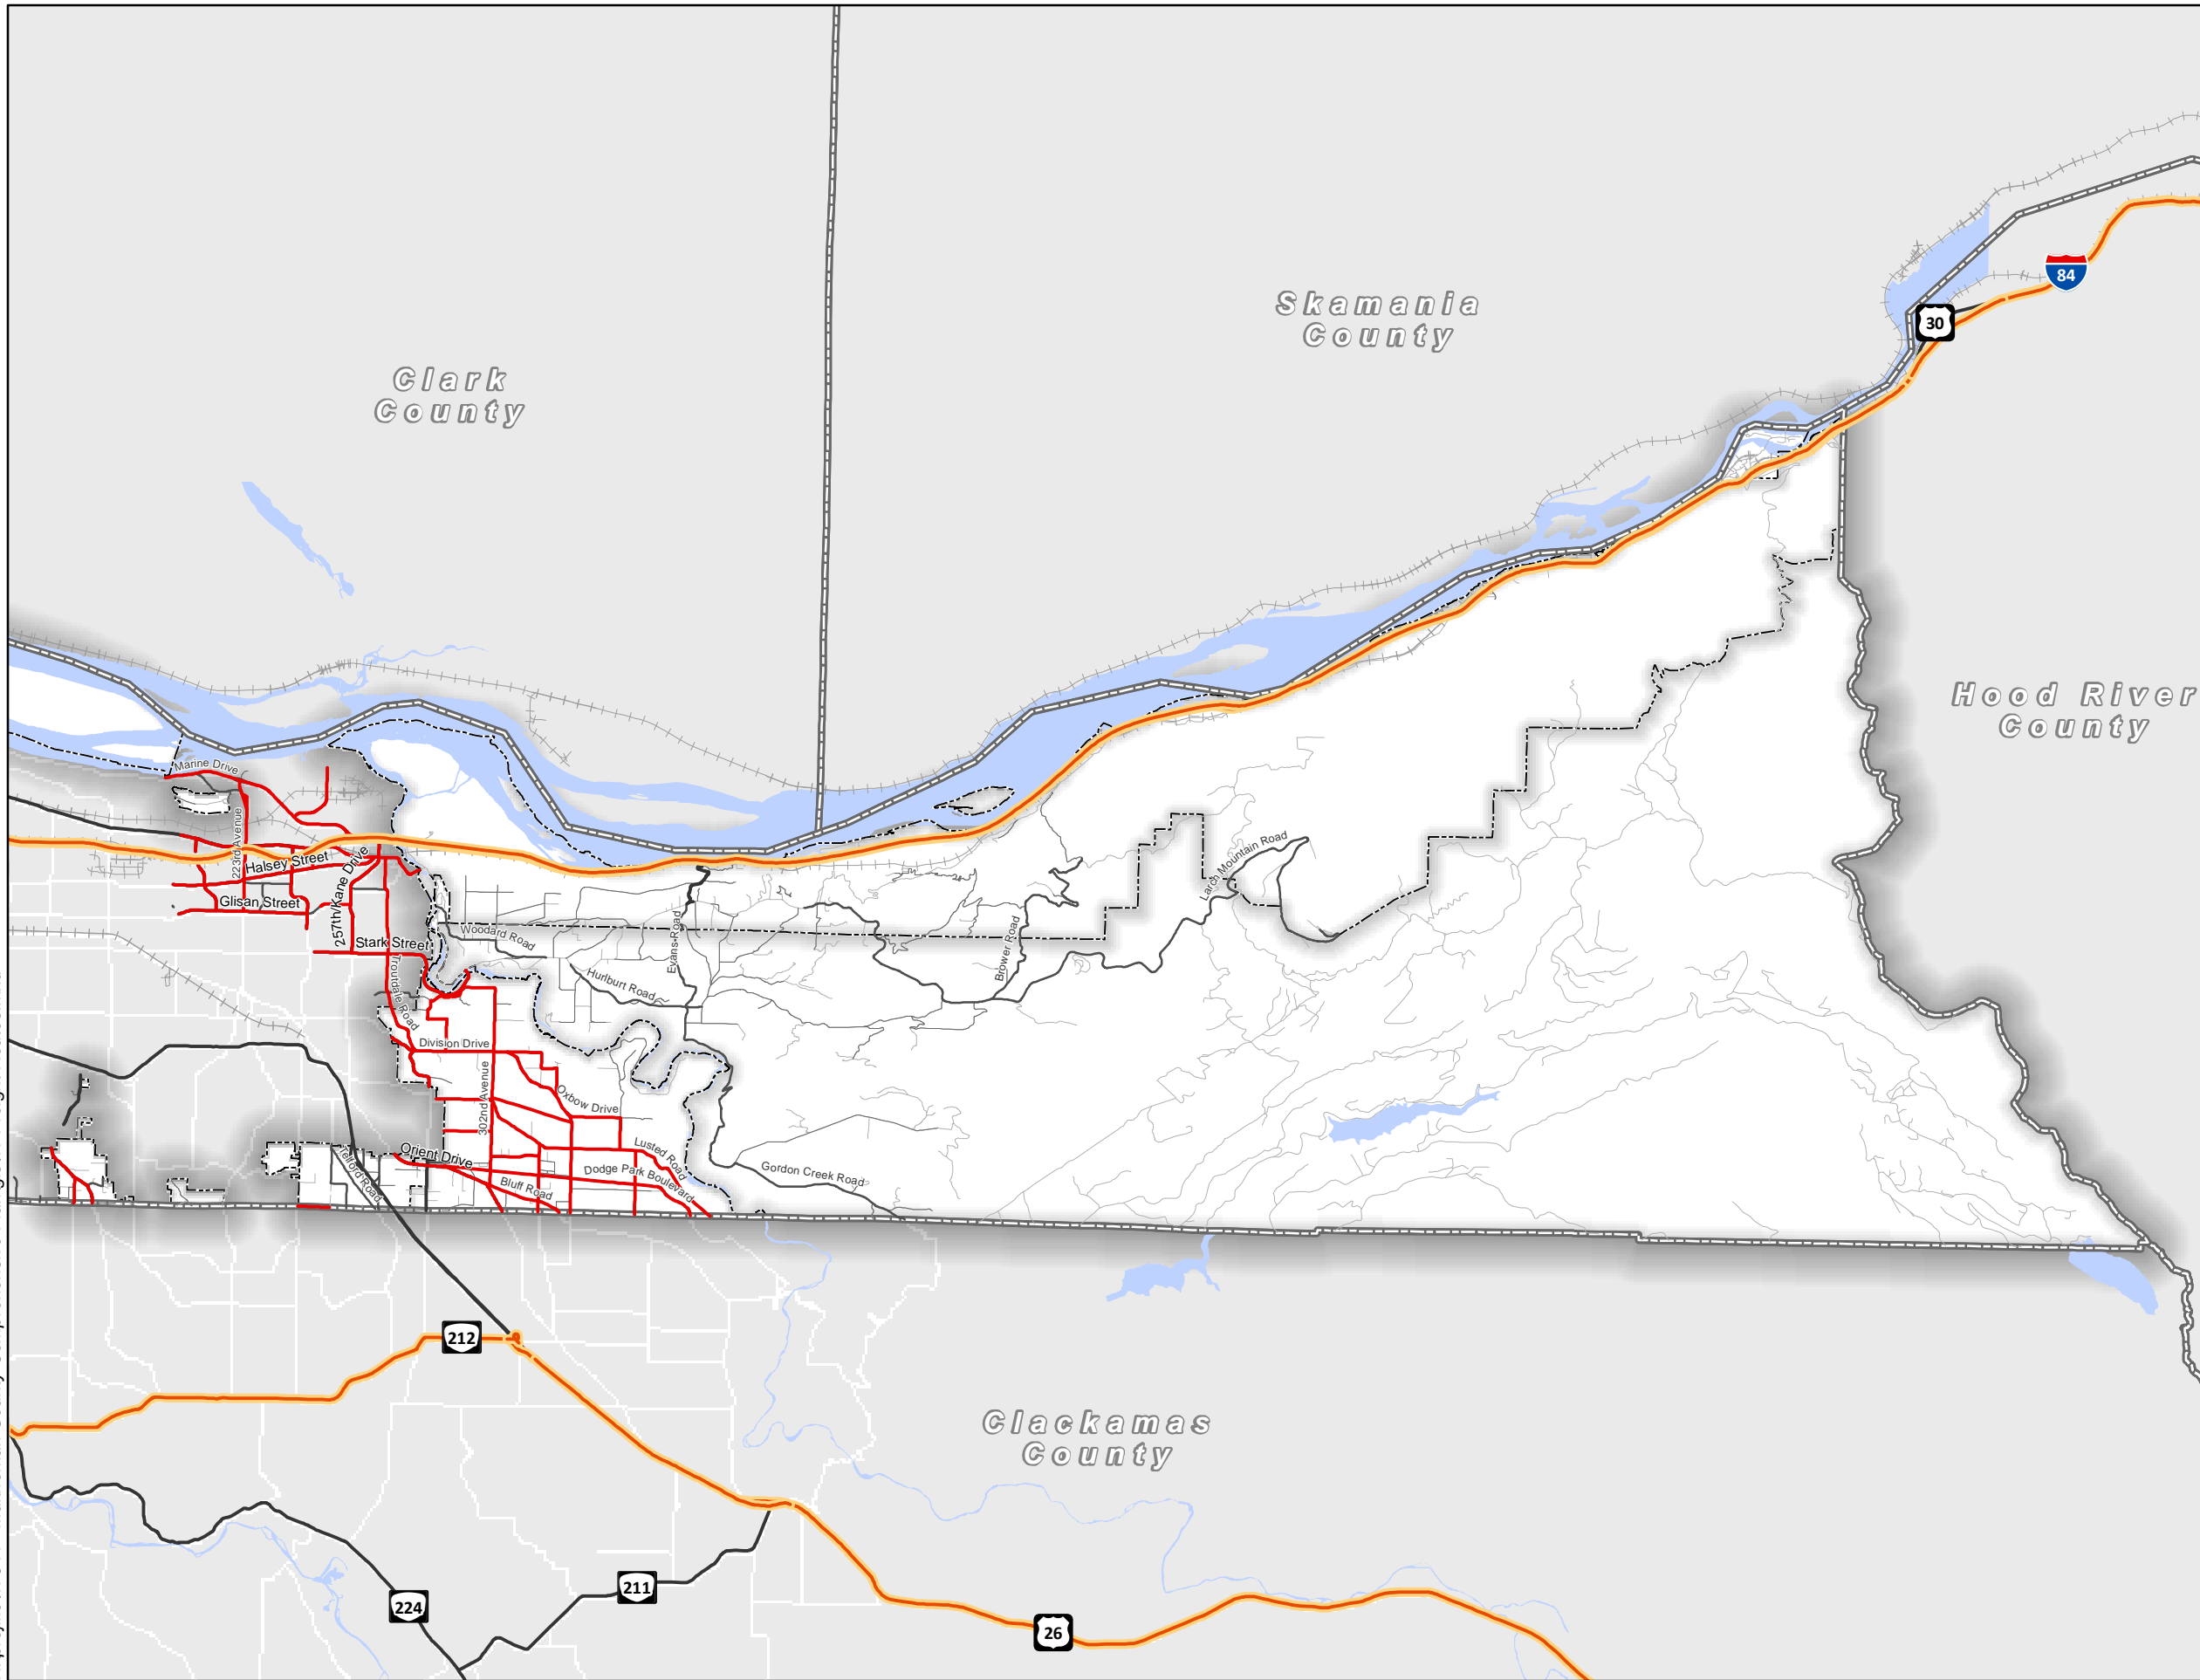 84
30
Skamania
County
Clark
County
Hood River
County
Marine Drive
223rd Avenue
Halsey Street
Glisan Street
257th/Kane Drive
Stark Street
Troutdale Road
Woodard Road
Evans Road
Hurlburt Road
Brower Road
Larch Mountain Road
Division Drive
302nd Avenue
Oxbow Drive
Orient Drive
Telford Road
Lusted Road
Dodge Park Boulevard
Bluff Road
Gordon Creek Road
212
Clackamas
County
211
224
26